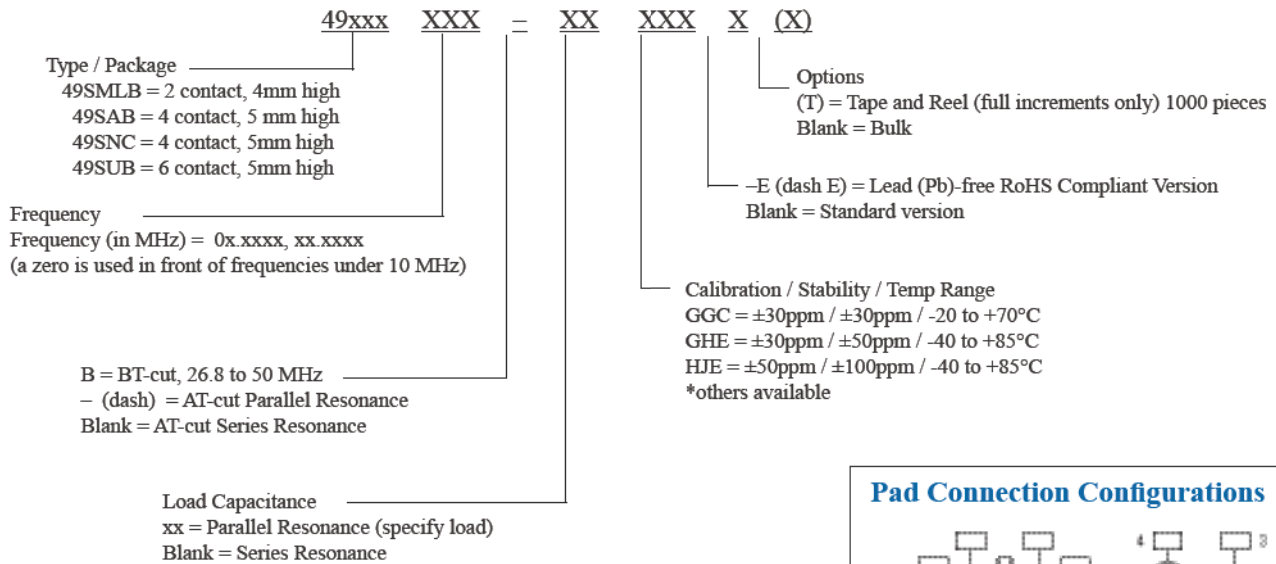 49xxx XXX – XX XXX X (X)
Type / Package
49SMLB = 2 contact, 4mm high
49SAB = 4 contact, 5 mm high
49SNC = 4 contact, 5mm high
49SUB = 6 contact, 5mm high
Options
(T) = Tape and Reel (full increments only) 1000 pieces
Blank = Bulk
–E (dash E) = Lead (Pb)-free RoHS Compliant Version
Blank = Standard version
Frequency
Frequency (in MHz) = 0x.xxxx, xx.xxxx
(a zero is used in front of frequencies under 10 MHz)
Calibration / Stability / Temp Range
GGC = ±30ppm / ±30ppm / -20 to +70°C
GHE = ±30ppm / ±50ppm / -40 to +85°C
HJE = ±50ppm / ±100ppm / -40 to +85°C
*others available
B = BT-cut, 26.8 to 50 MHz
– (dash) = AT-cut Parallel Resonance
Blank = AT-cut Series Resonance
Load Capacitance
xx = Parallel Resonance (specify load)
Blank = Series Resonance
Pad Connection Configurations
4 3